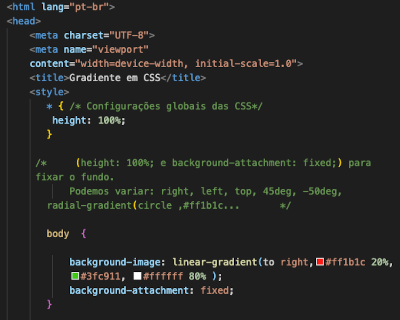 <html lang="pt-br">
<head>
<meta charset="UTF-8">
<meta name="viewport"
content="width=device-width, initial-scale=1.0">
<title>Gradiente em CSS</title>
<style>
* { /* Configurações globais das CSS*/
height: 100%;
}
/* (height: 100%; e background-attachment: fixed;) para
fixar o fundo.
Podemos variar: right, left, top, 45deg, -50deg,
radial-gradient(circle ,#ff1b1c... */
body {
background-image: linear-gradient(to right,#ff1b1c 20%,
#3fc911, #ffffff 80% );
background-attachment: fixed;
}